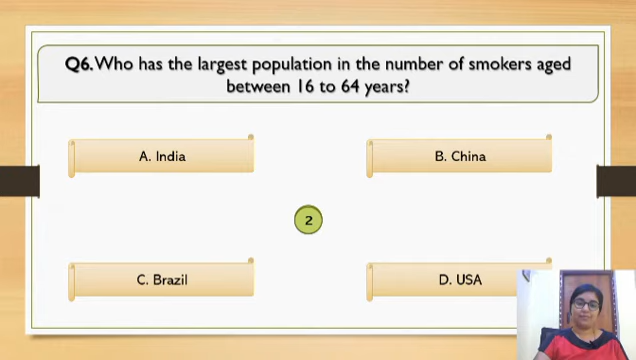 Q6. Who has the largest population in the number of smokers aged
between 16 to 64 years?
A. India
B. China
2
C. Brazil
D. USA